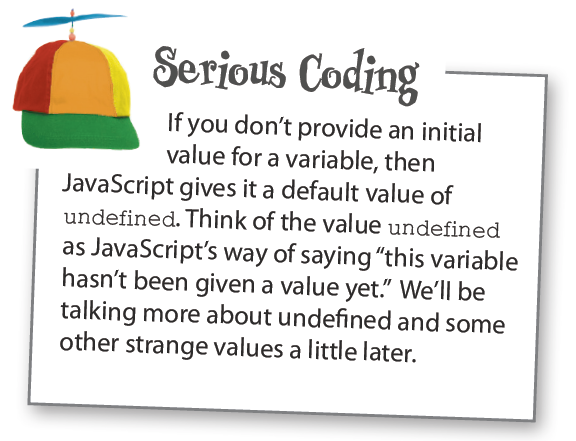 Serious Coding
If you don’t provide an initial
value for a variable, then
JavaScript gives it a default value of
undefined. Think of the value undefined
as JavaScript’s way of saying “this variable
hasn’t been given a value yet.” We’ll be
talking more about undefined and some
other strange values a little later.